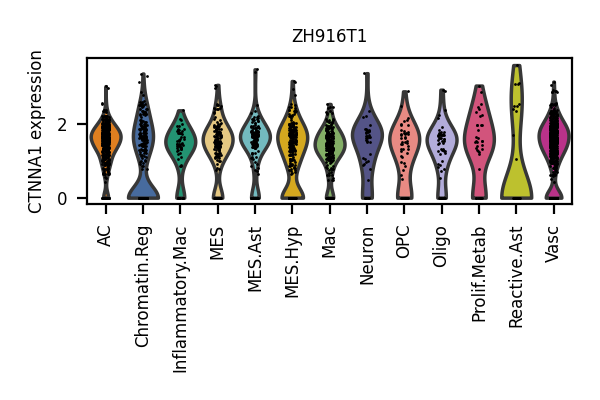 ZH916T1
CTNNA1 expression
2
0
AC
Chromatin.Reg
Inflammatory.Mac
MES
MES.Ast
MES.Hyp
Mac
Neuron
OPC
Oligo
Prolif.Metab
Reactive.Ast
Vasc